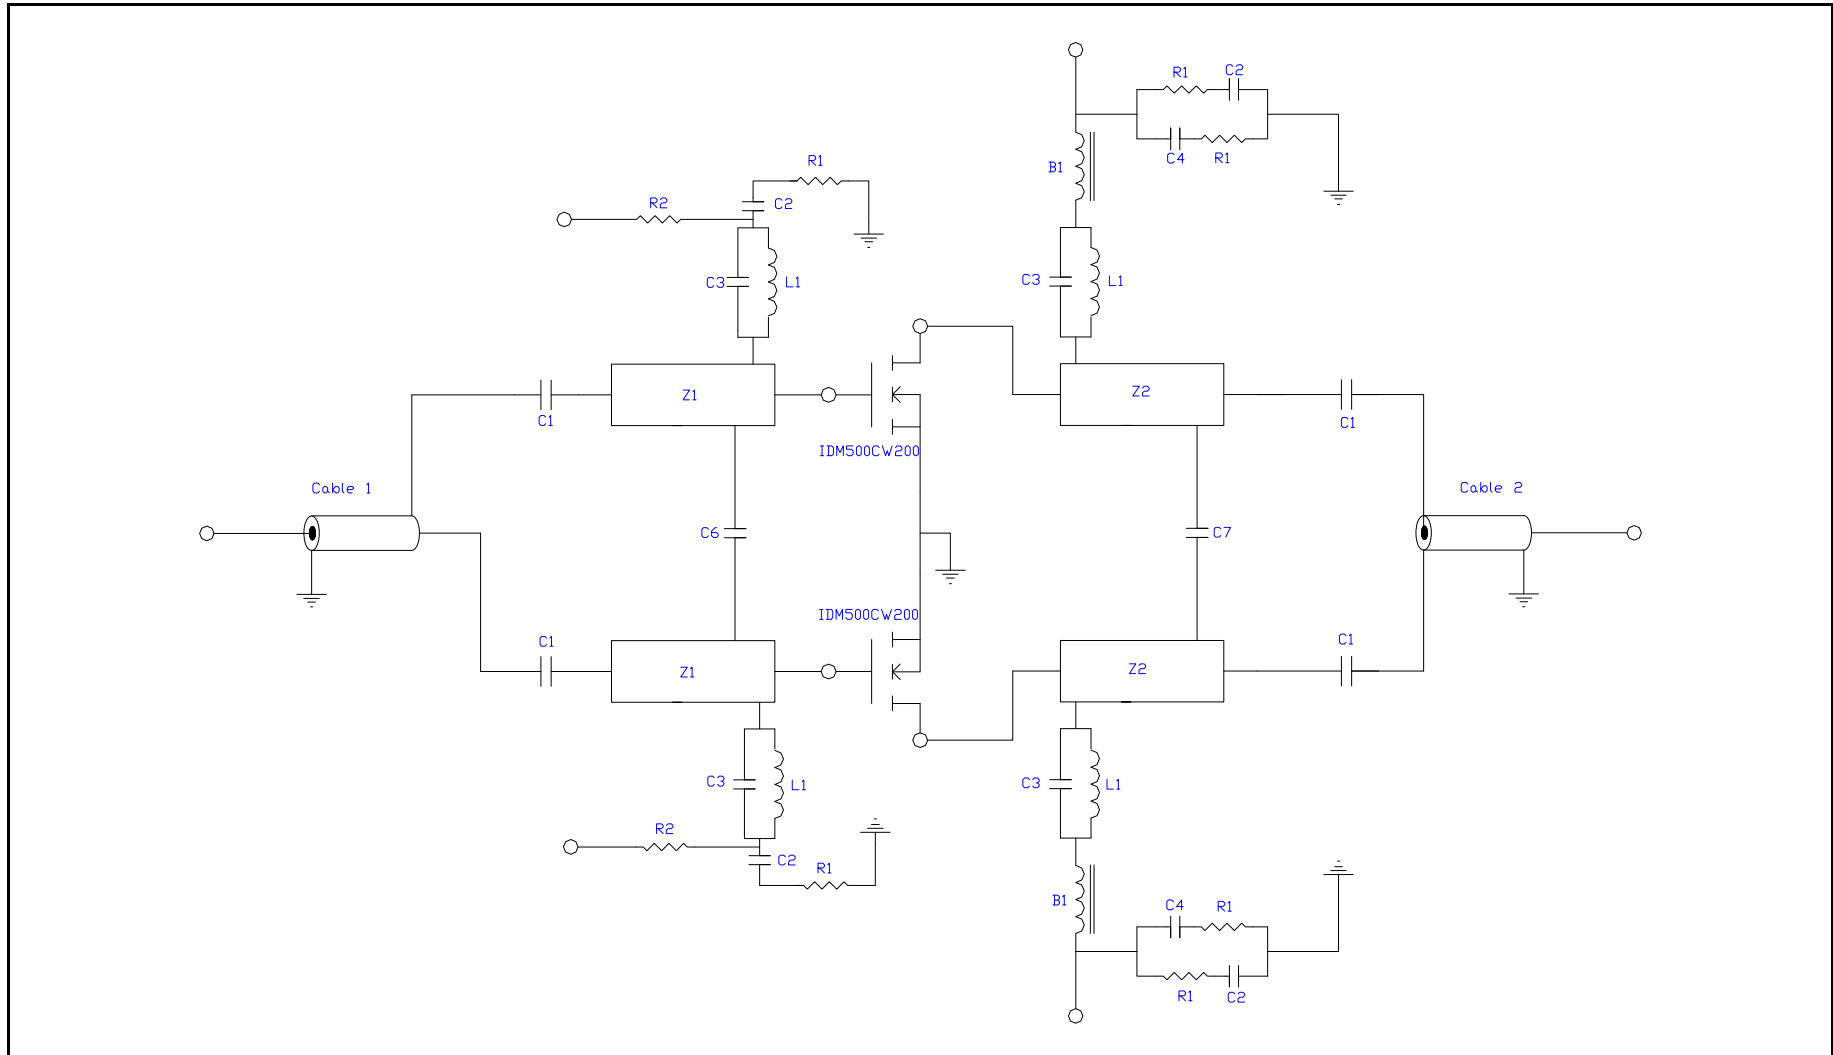 R1 C2
C4 R1
B1
R1
R2 C2
C3 L1
C3 L1
Z1
Z2
C1
C1
IDM500CW200
Cable 1
Cable 2
C6
C7
IDM500CW200
C1
C1
Z1
Z2
C3 L1
C3 L1
R2
C2
R1
B1
C4 R1
R1 C2